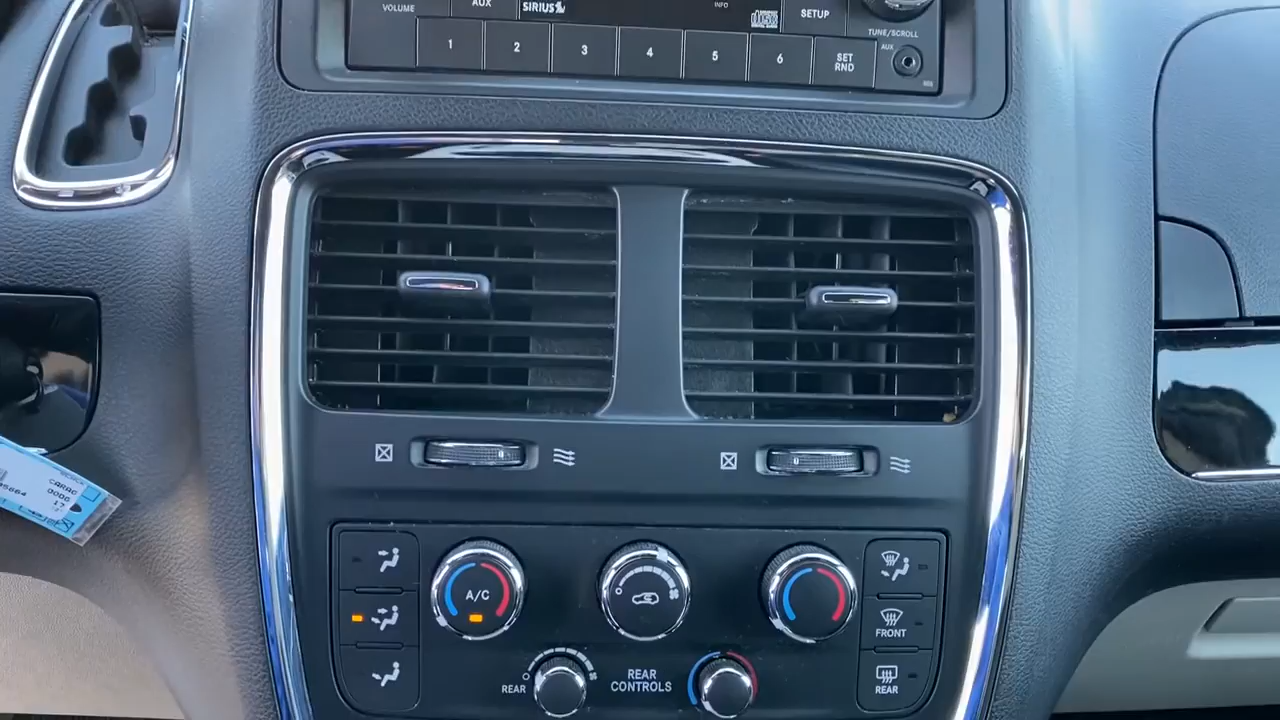 VOLUME
AUX
SIRIUS
INFO
SETUP
TUNE/SCROLL
1
2
3
4
5
6
SET
RND
AUX
A/C
FRONT
REAR
REAR
REAR
CONTROLS